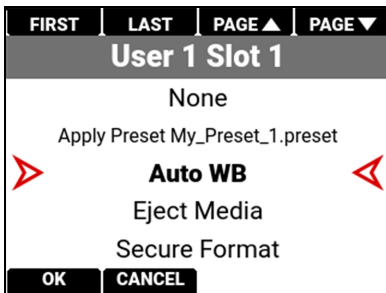 FIRST LAST PAGE▲ PAGE▼
User 1 Slot 1
None
Apply Preset My_Preset_1.preset
Auto WB
Eject Media
Secure Format
OK CANCEL